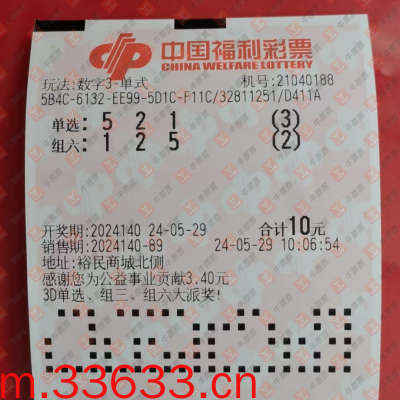 中国福利彩票
CHINA WELFARE LOTTERY
玩法:数字3-单式 机号:21040188
5B4C-6132-EE99-5D1C-F11C/32811251/D411A
单选: 5 2 1 (3)
组六: 1 2 5 (2)
开奖期:2024140 24-05-29 合计10元
销售期:2024140-89 24-05-29 10:06:54
地址:裕民商城北侧
感谢您为公益事业贡献3.40元
3D单选、组三、组六大派奖!
m.33633.cn